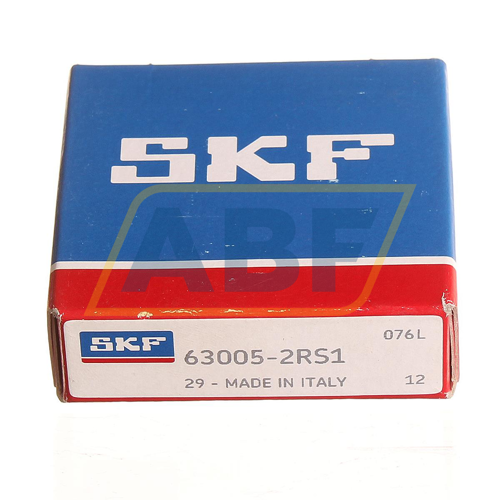 SKF
ABF
076L
SKF 63005-2RS1
29 - MADE IN ITALY 12